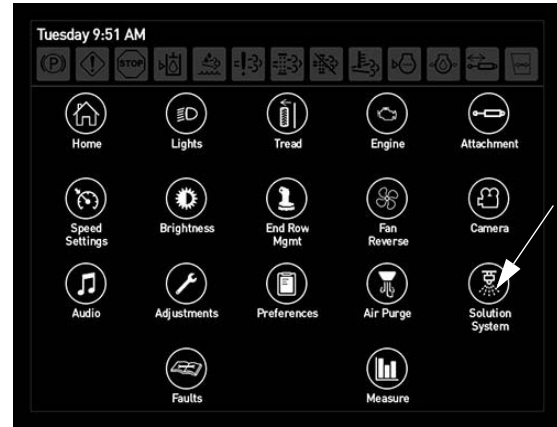 Tuesday 9:51 AM
(P) STOP
Home Lights Tread Engine Attachment
Speed Brightness End Row Fan Camera
Settings Mgmt Reverse
Audio Adjustments Preferences Air Purge Solution
System
Faults Measure